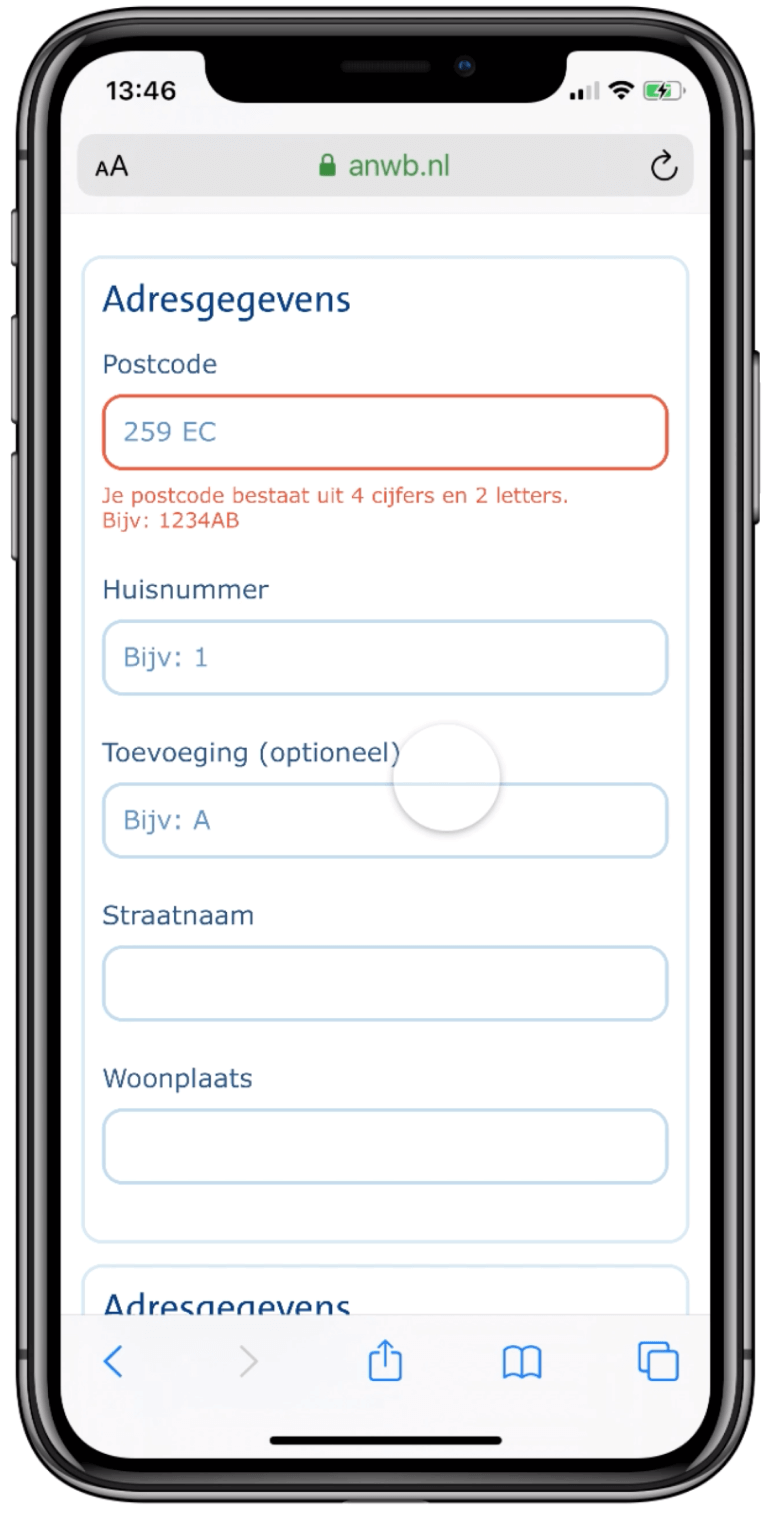 13:46
AA
anwb.nl
Adresgegevens
Postcode
259 EC
Je postcode bestaat uit 4 cijfers en 2 letters.
Bijv: 1234AB
Huisnummer
Bijv: 1
Toevoeging (optioneel)
Bijv: A
Straatnaam
Woonplaats
Adresgegevens